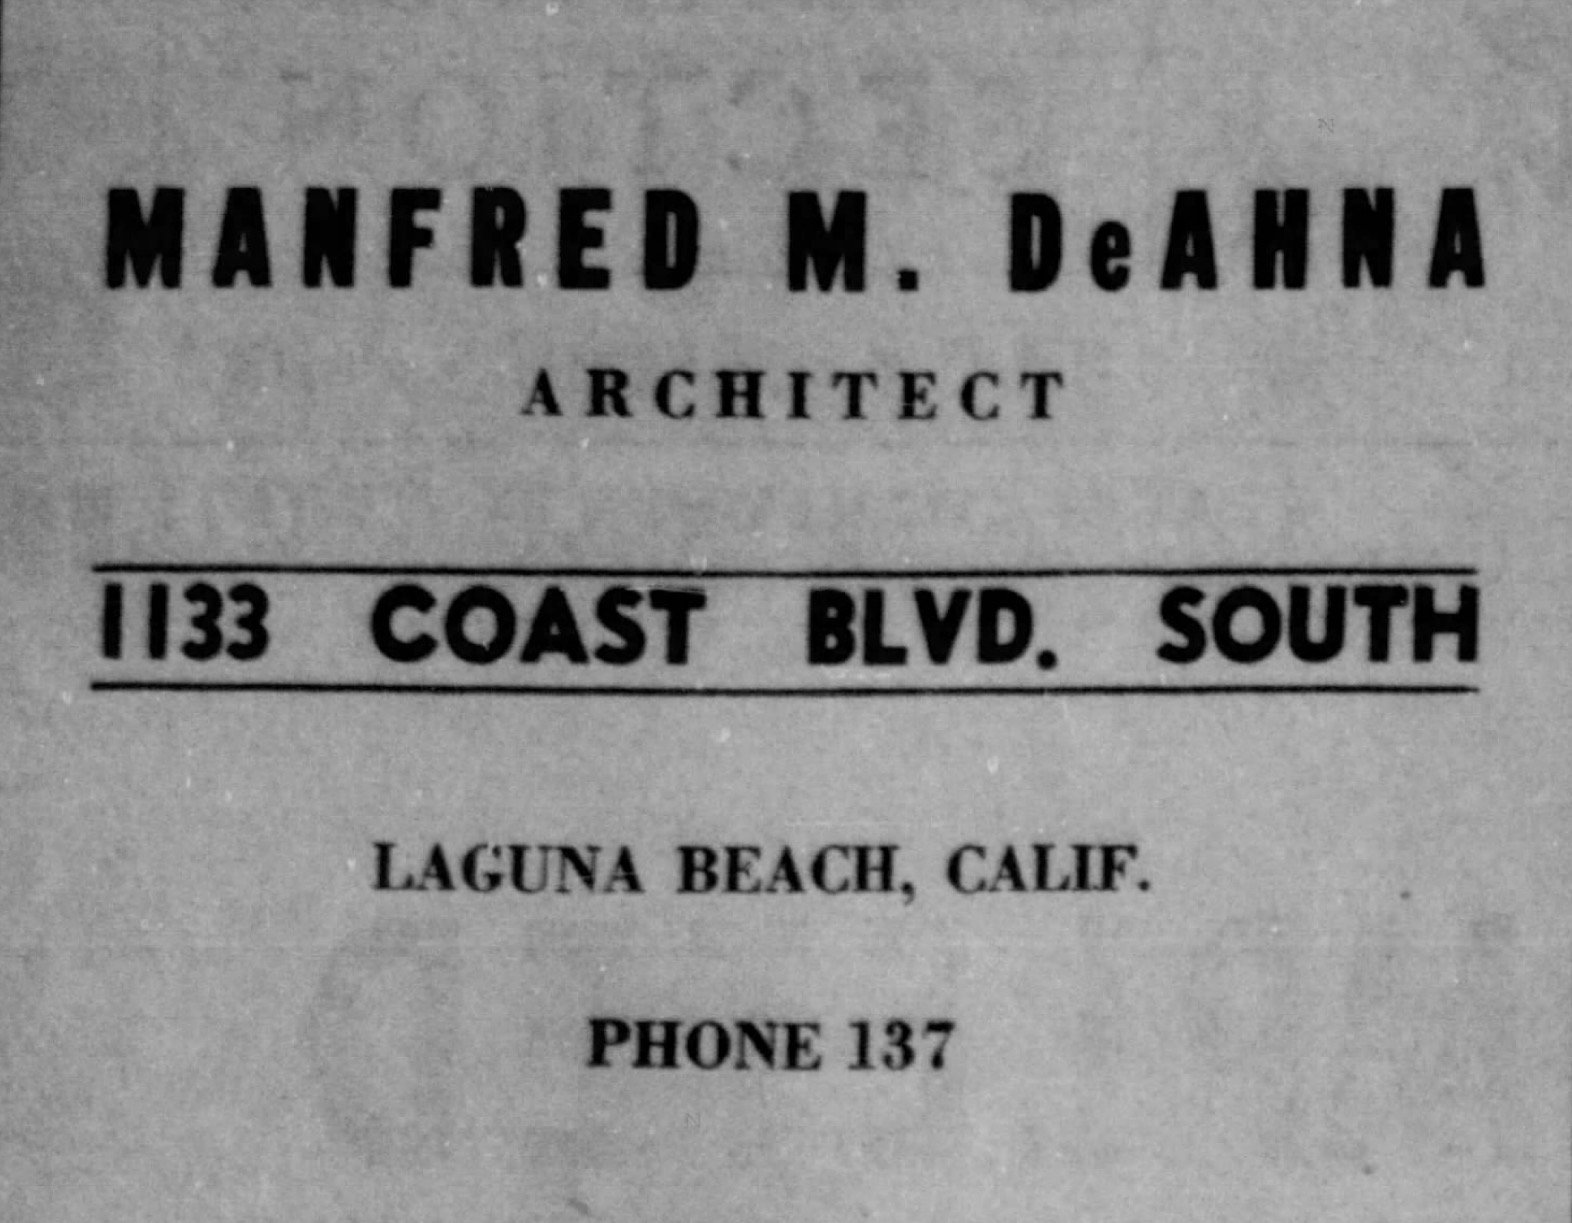 MANFRED M. DeAHNA
ARCHITECT
1133 COAST BLVD. SOUTH
LAGUNA BEACH, CALIF.
PHONE 137